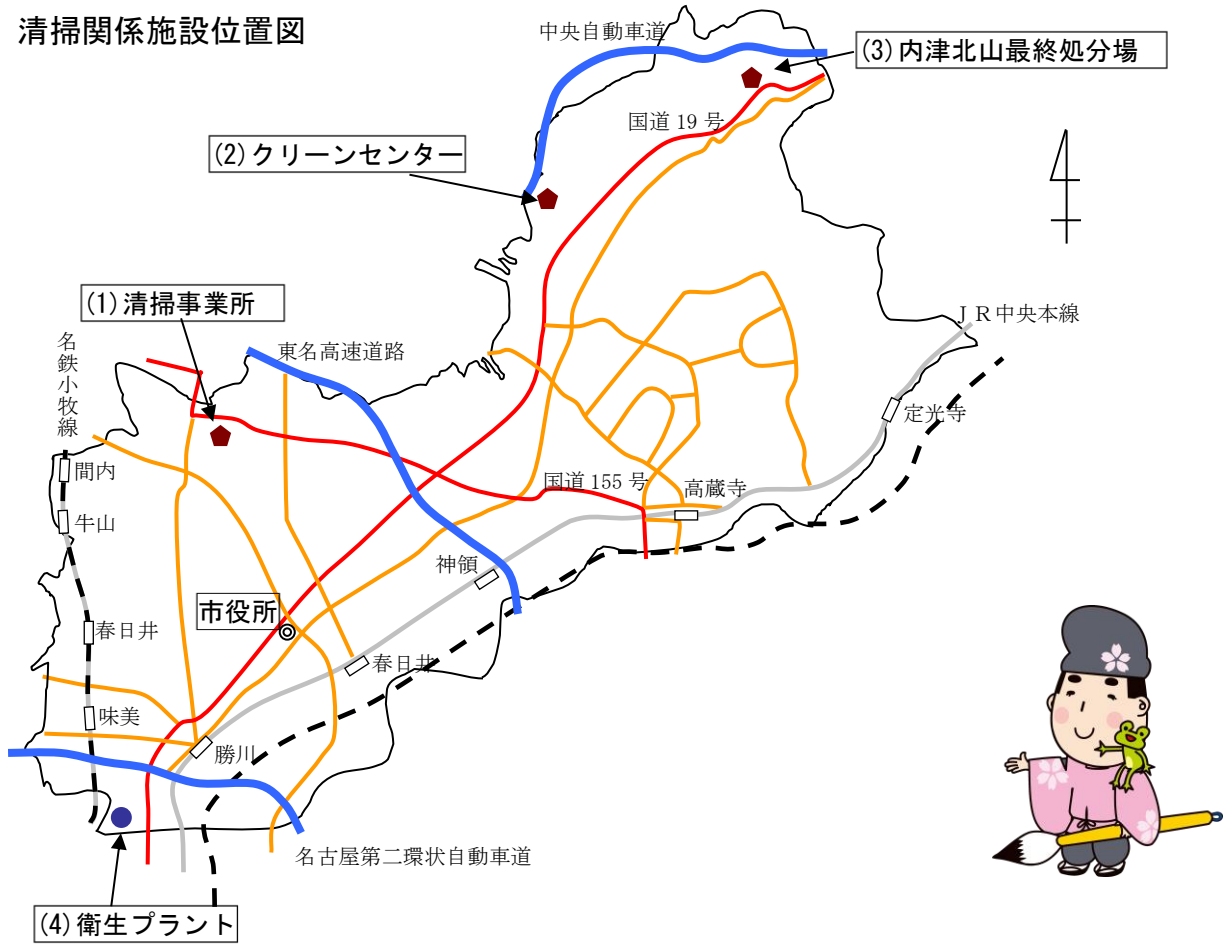 清掃関係施設位置図
中央自動車道
(3)内津北山最終処分場
国道19号
(2)クリーンセンター
(1)清掃事業所
ＪＲ中央本線
名鉄小牧線
東名高速道路
定光寺
間内
国道155号
高蔵寺
牛山
神領
市役所
春日井
春日井
味美
勝川
名古屋第二環状自動車道
(4)衛生プラント